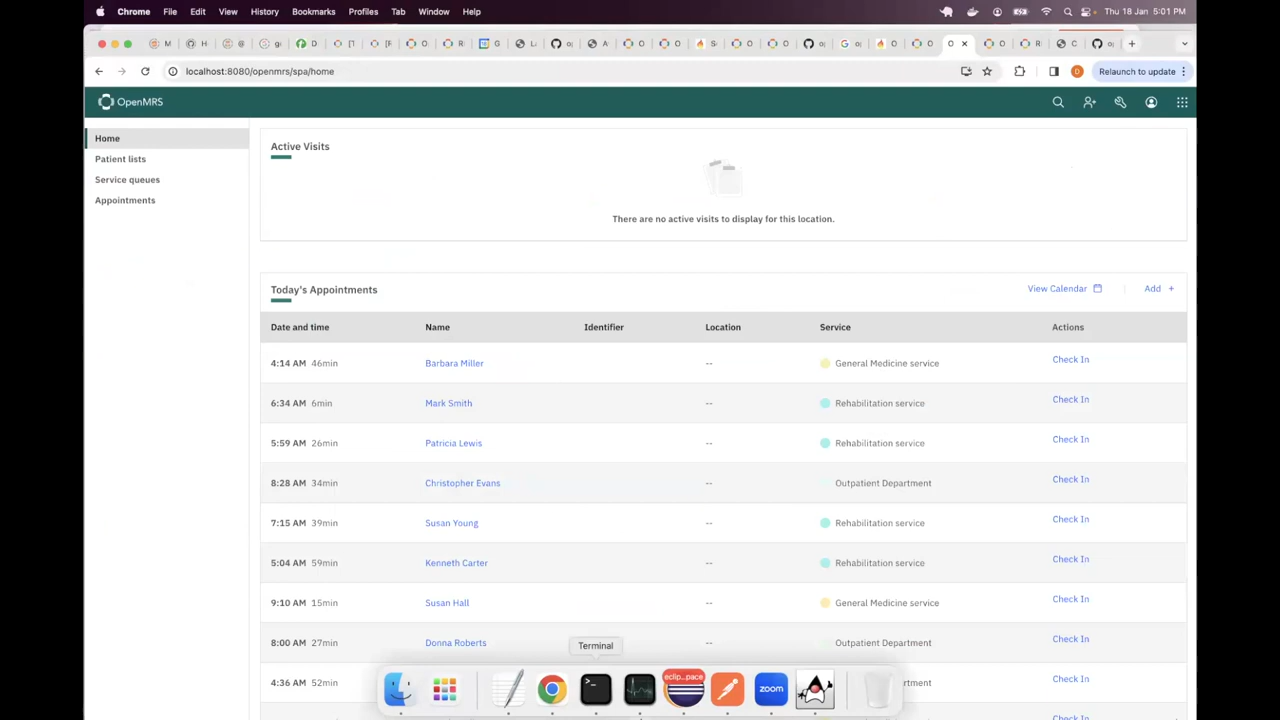 Chrome File Edit View History Bookmarks Profiles Tab Window Help Thu 18 Jan 5:01 PM
localhost:8080/openmrs/spa/home Relaunch to update
OpenMRS
Home
Patient lists
Service queues
Appointments
Active Visits
There are no active visits to display for this location.
Today's Appointments View Calendar Add +
Date and time Name Identifier Location Service Actions
4:14 AM 46min Barbara Miller -- General Medicine service Check In
6:34 AM 6min Mark Smith -- Rehabilitation service Check In
5:59 AM 26min Patricia Lewis -- Rehabilitation service Check In
8:28 AM 34min Christopher Evans -- Outpatient Department Check In
7:15 AM 39min Susan Young -- Rehabilitation service Check In
5:04 AM 59min Kenneth Carter -- Rehabilitation service Check In
9:10 AM 15min Susan Hall -- General Medicine service Check In
8:00 AM 27min Donna Roberts -- Outpatient Department Check In
Terminal
4:36 AM 52min Check In
zoom